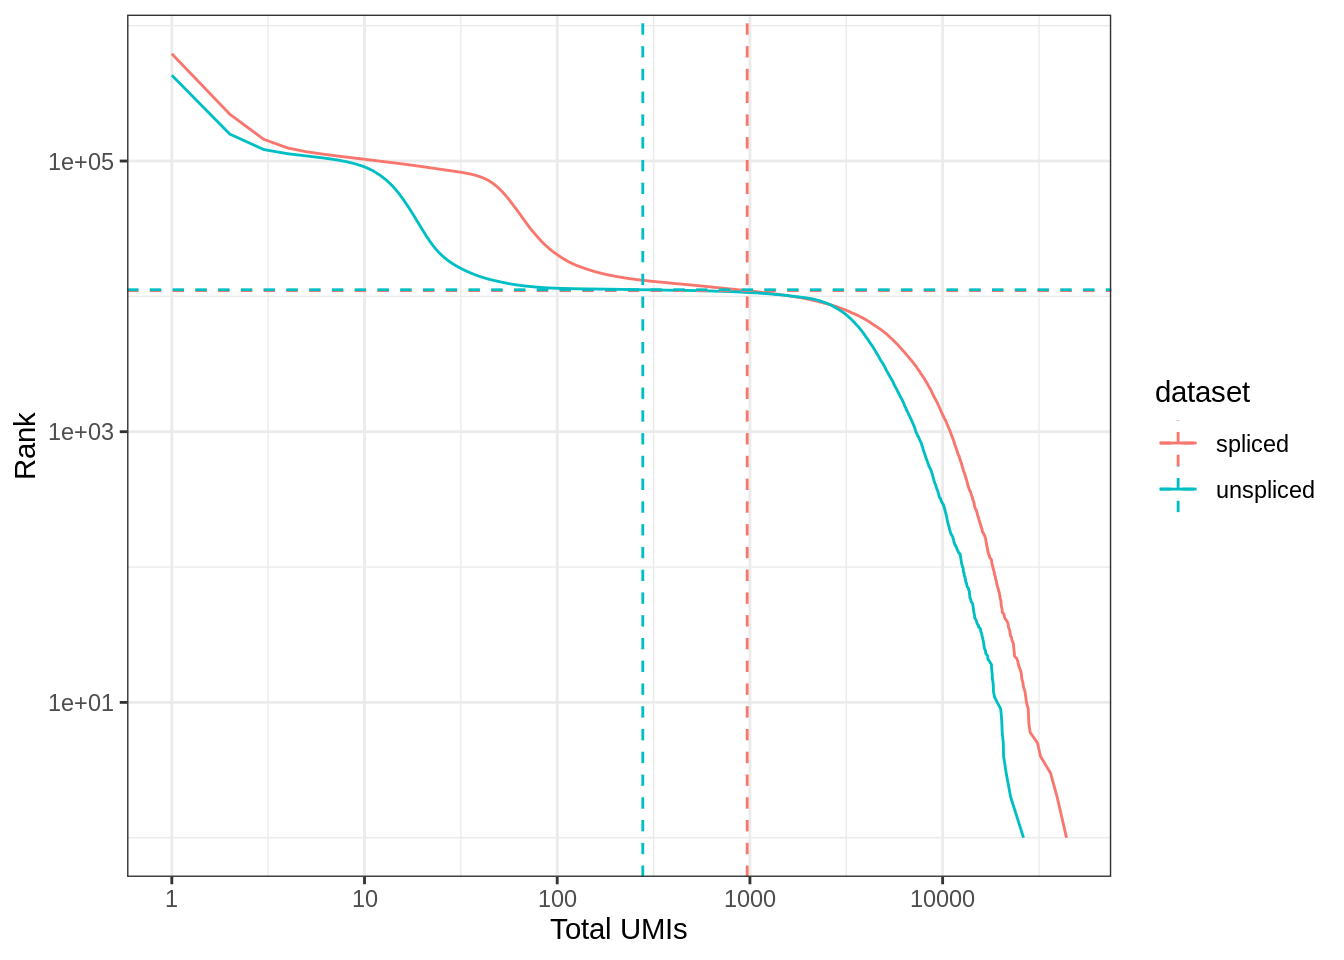 1e+05
1e+03
1e+01
Rank
1
10
100
1000
10000
Total UMIs
dataset
spliced
unspliced